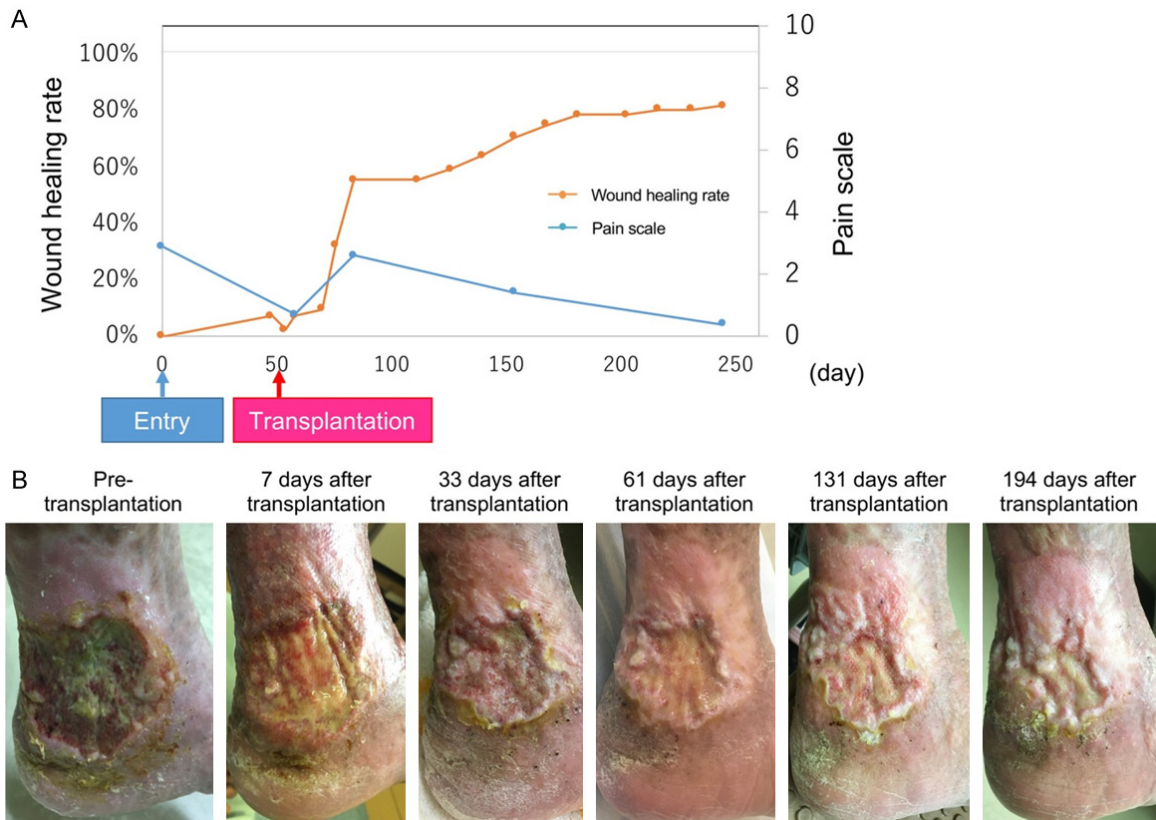 A
Wound healing rate
100%
80%
60%
40%
20%
0%
10
8
6
4
2
0
Pain scale
Wound healing rate
Pain scale
0 50 100 150 200 250
(day)
Entry
Transplantation
B
Pre-
transplantation
7 days after
transplantation
33 days after
transplantation
61 days after
transplantation
131 days after
transplantation
194 days after
transplantation